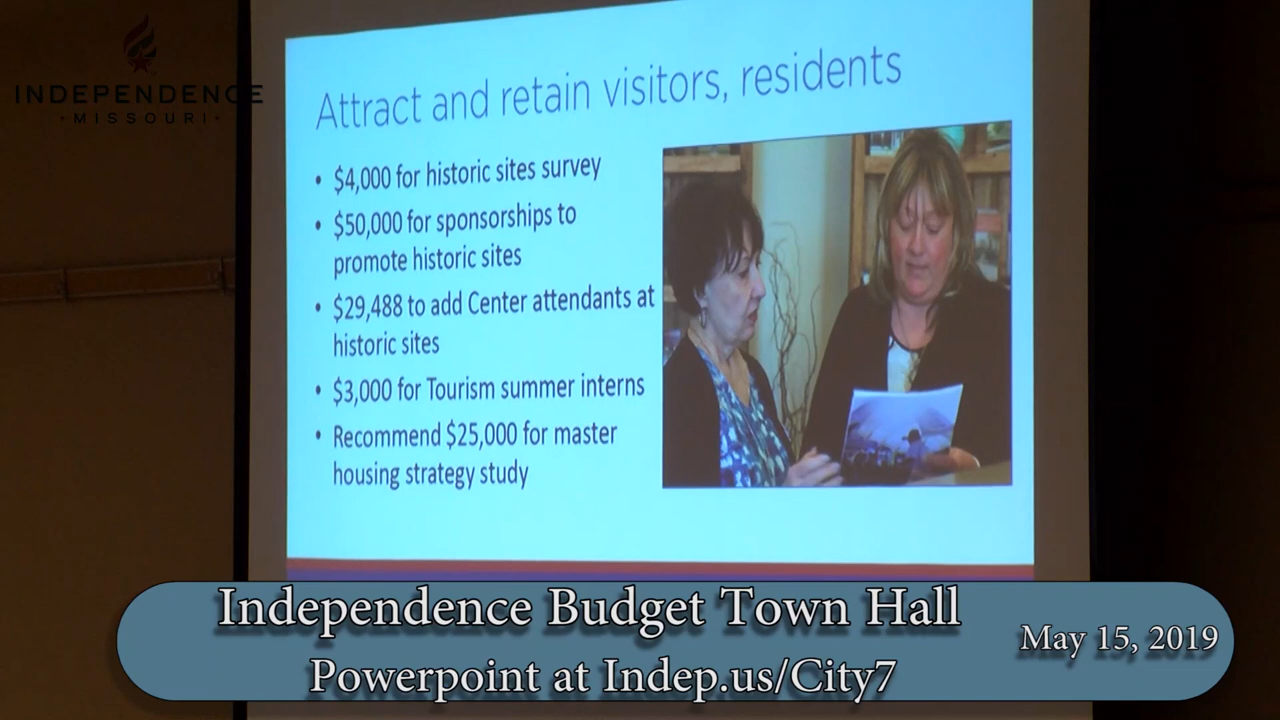 INDEPENDENCE
• MISSOURI •
Attract and retain visitors, residents
• $4,000 for historic sites survey
• $50,000 for sponsorships to
promote historic sites
• $29,488 to add Center attendants at
historic sites
• $3,000 for Tourism summer interns
• Recommend $25,000 for master
housing strategy study
Independence Budget Town Hall
May 15, 2019
Powerpoint at Indep.us/City7